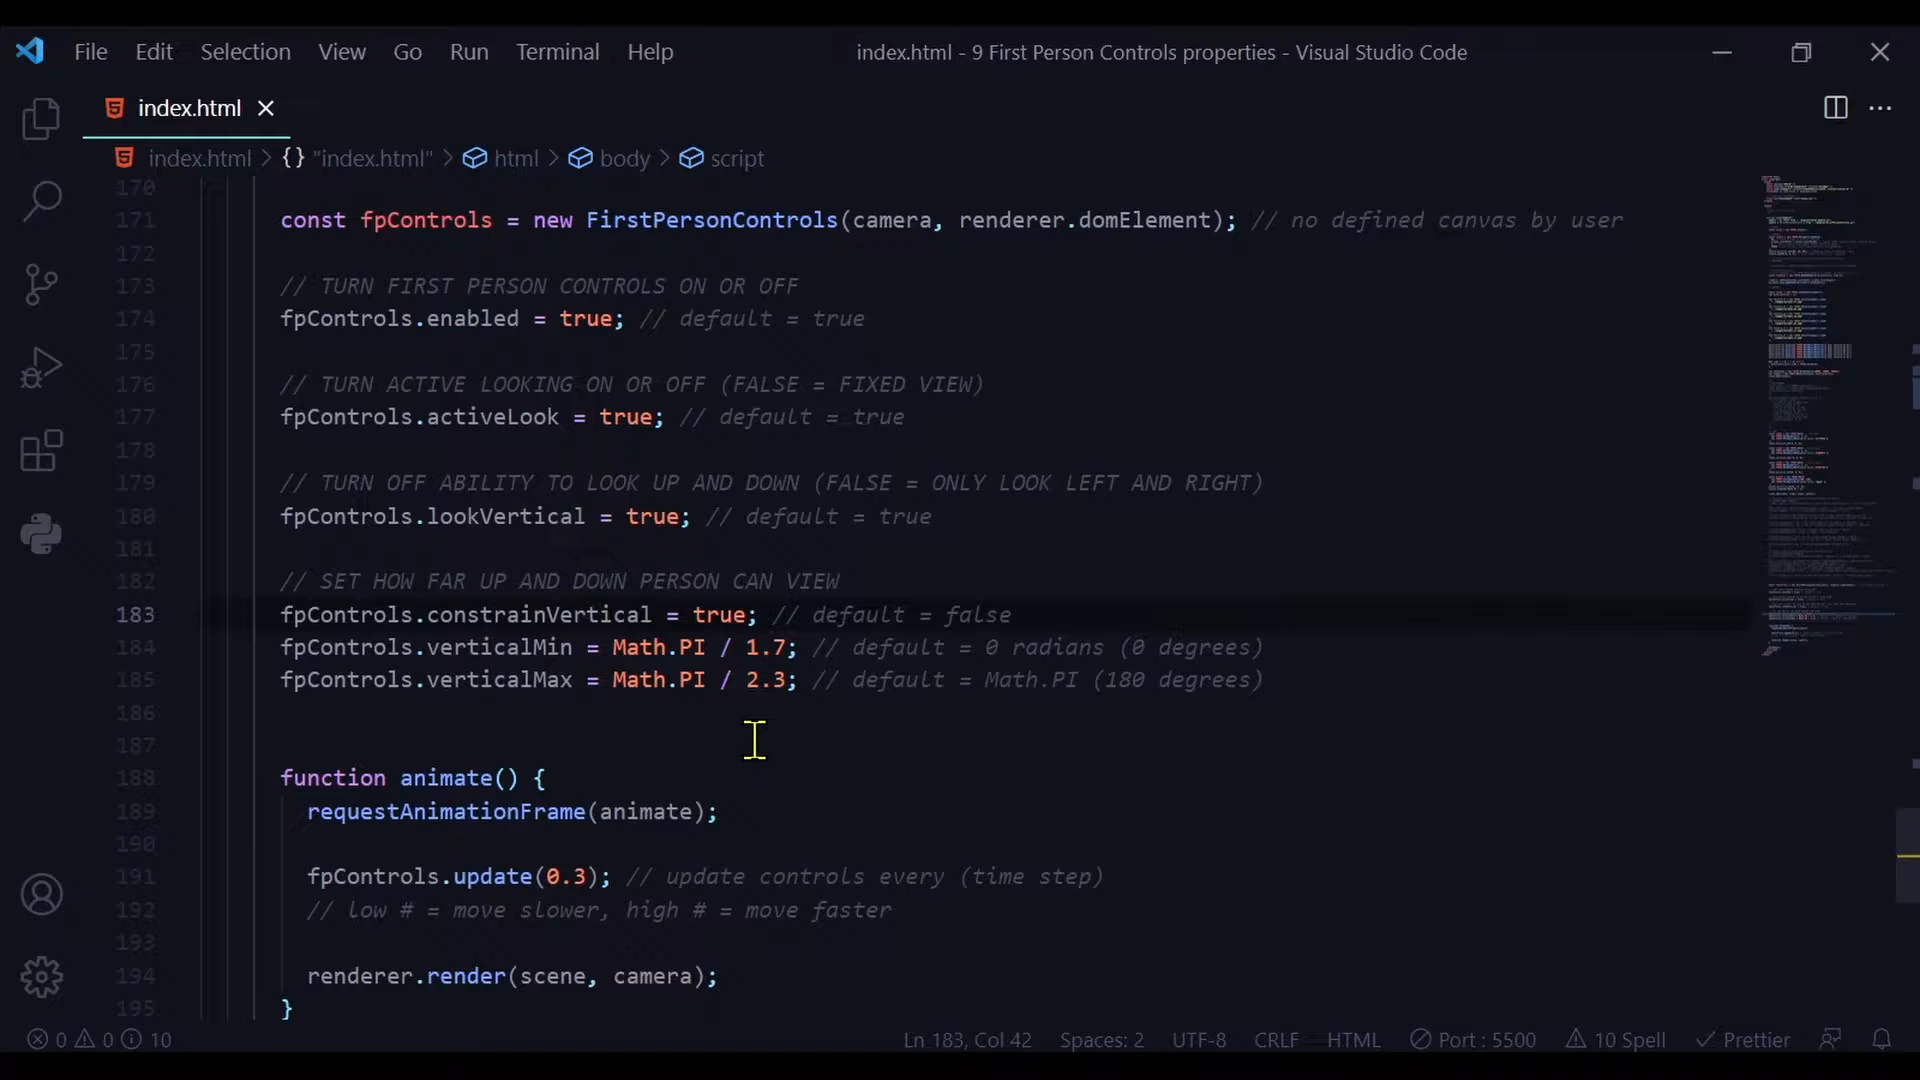 File Edit Selection View Go Run Terminal Help index.html - 9 First Person Controls properties - Visual Studio Code
index.html
index.html > {} "index.html" > html > body > script
170
171 const fpControls = new FirstPersonControls(camera, renderer.domElement); // no defined canvas by user
172
173 // TURN FIRST PERSON CONTROLS ON OR OFF
174 fpControls.enabled = true; // default = true
175
176 // TURN ACTIVE LOOKING ON OR OFF (FALSE = FIXED VIEW)
177 fpControls.activeLook = true; // default = true
178
179 // TURN OFF ABILITY TO LOOK UP AND DOWN (FALSE = ONLY LOOK LEFT AND RIGHT)
180 fpControls.lookVertical = true; // default = true
181
182 // SET HOW FAR UP AND DOWN PERSON CAN VIEW
183 fpControls.constrainVertical = true; // default = false
184 fpControls.verticalMin = Math.PI / 1.7; // default = 0 radians (0 degrees)
185 fpControls.verticalMax = Math.PI / 2.3; // default = Math.PI (180 degrees)
186
187
188 function animate() {
189 requestAnimationFrame(animate);
190
191 fpControls.update(0.3); // update controls every (time step)
192 // low # = move slower, high # = move faster
193
194 renderer.render(scene, camera);
195 }
0 0 10 Ln 183, Col 42 Spaces: 2 UTF-8 CRLF HTML Port : 5500 10 Spell Prettier